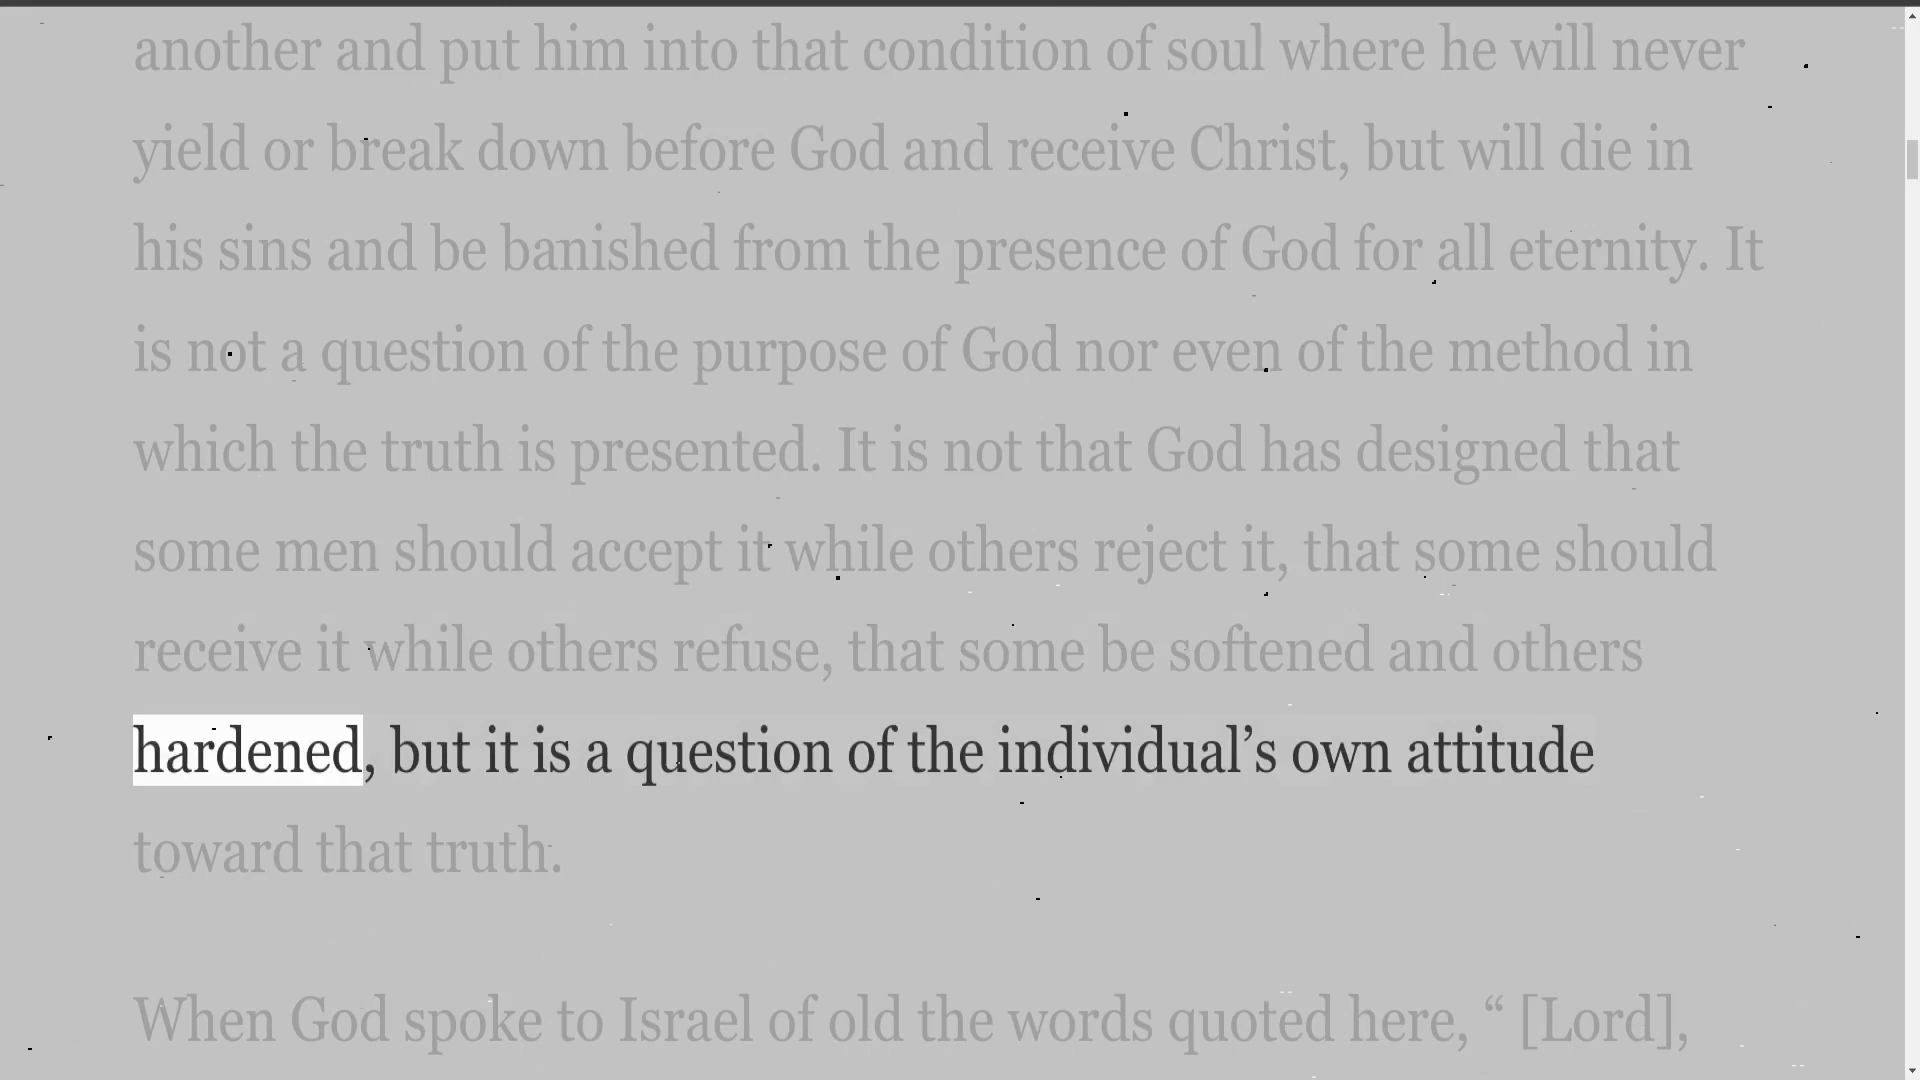 another and put him into that condition of soul where he will never
yield or break down before God and receive Christ, but will die in
his sins and be banished from the presence of God for all eternity. It
is not a question of the purpose of God nor even of the method in
which the truth is presented. It is not that God has designed that
some men should accept it while others reject it, that some should
receive it while others refuse, that some be softened and others
hardened, but it is a question of the individual’s own attitude
toward that truth.
When God spoke to Israel of old the words quoted here, “ [Lord],